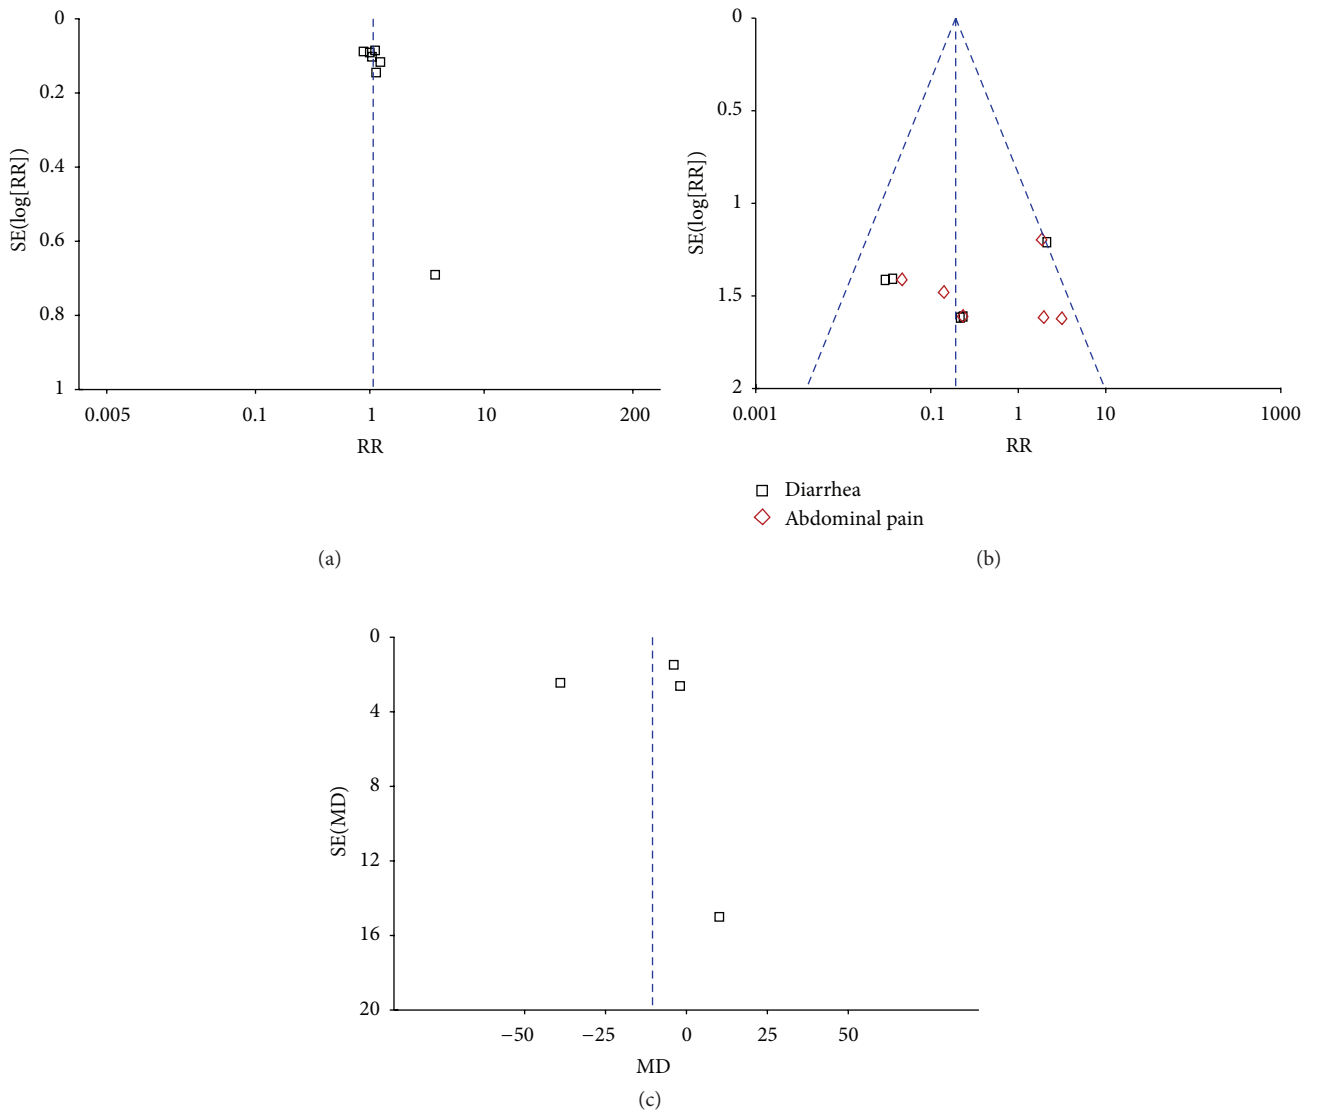 0
0.2
0.4
0.6
0.8
1
SE(log[RR])
0.005 0.1 1 10 200
RR
(a)
0
0.5
1
1.5
2
SE(log[RR])
0.001 0.1 1 10 1000
RR
Diarrhea
Abdominal pain
(b)
0
4
8
12
16
20
SE(MD)
−50 −25 0 25 50
MD
(c)